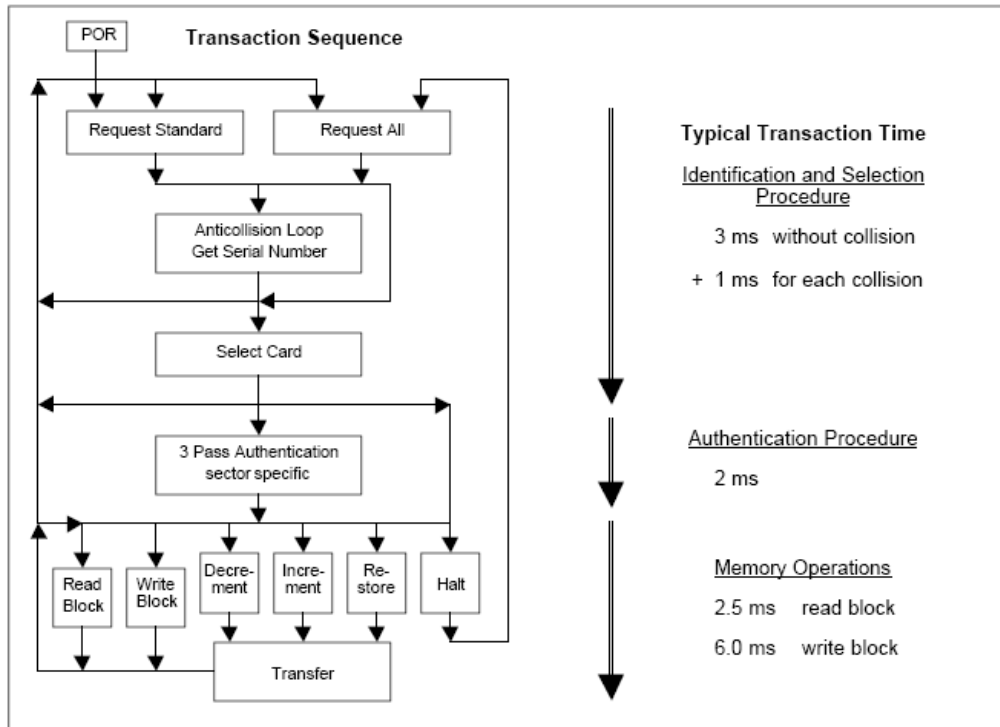 POR
Transaction Sequence
Request Standard
Request All
Anticollision Loop
Get Serial Number
Select Card
3 Pass Authentication
sector specific
Read
Block
Write
Block
Decre-
ment
Incre-
ment
Re-
store
Halt
Transfer
Typical Transaction Time
Identification and Selection
Procedure
3 ms without collision
+ 1 ms for each collision
Authentication Procedure
2 ms
Memory Operations
2.5 ms read block
6.0 ms write block